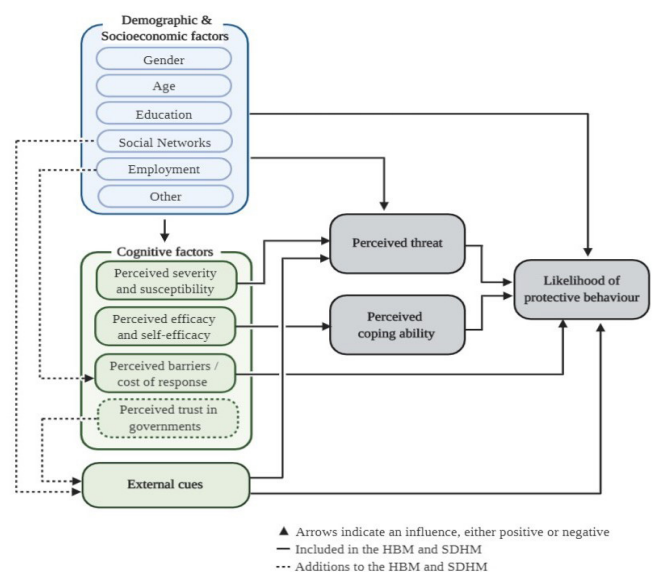 Demographic &
Socioeconomic factors
Gender
Age
Education
Social Networks
Employment
Other
Cognitive factors
Perceived severity
and susceptibility
Perceived efficacy
and self-efficacy
Perceived barriers /
cost of response
Perceived trust in
governments
External cues
Perceived threat
Perceived
coping ability
Likelihood of
protective behaviour
Arrows indicate an influence, either positive or negative
Included in the HBM and SDHM
Additions to the HBM and SDHM